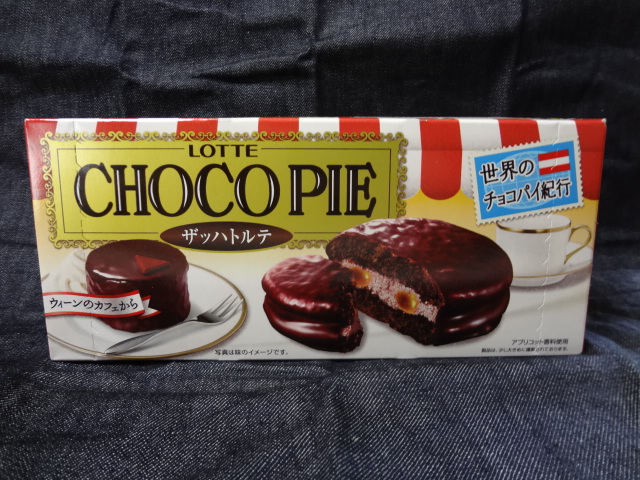 LOTTE
CHOCO PIE
ザッハトルテ
世界の
チョコパイ紀行
ウィーンのカフェから
写真は味のイメージです。
アプリコット香料使用